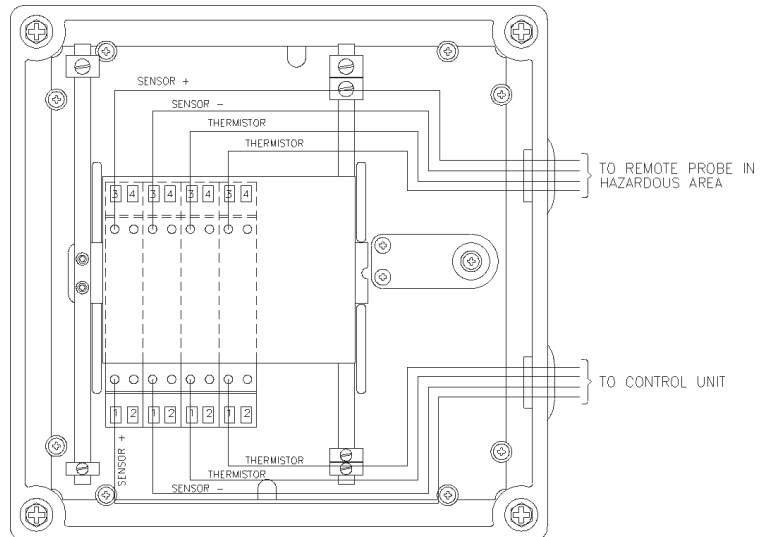 SENSOR +
SENSOR -
THERMISTOR
THERMISTOR
TO REMOTE PROBE IN
HAZARDOUS AREA
3 4 3 4 3 4 3 4
TO CONTROL UNIT
1 2 1 2 1 2 1 2
SENSOR +
THERMISTOR
THERMISTOR
SENSOR -